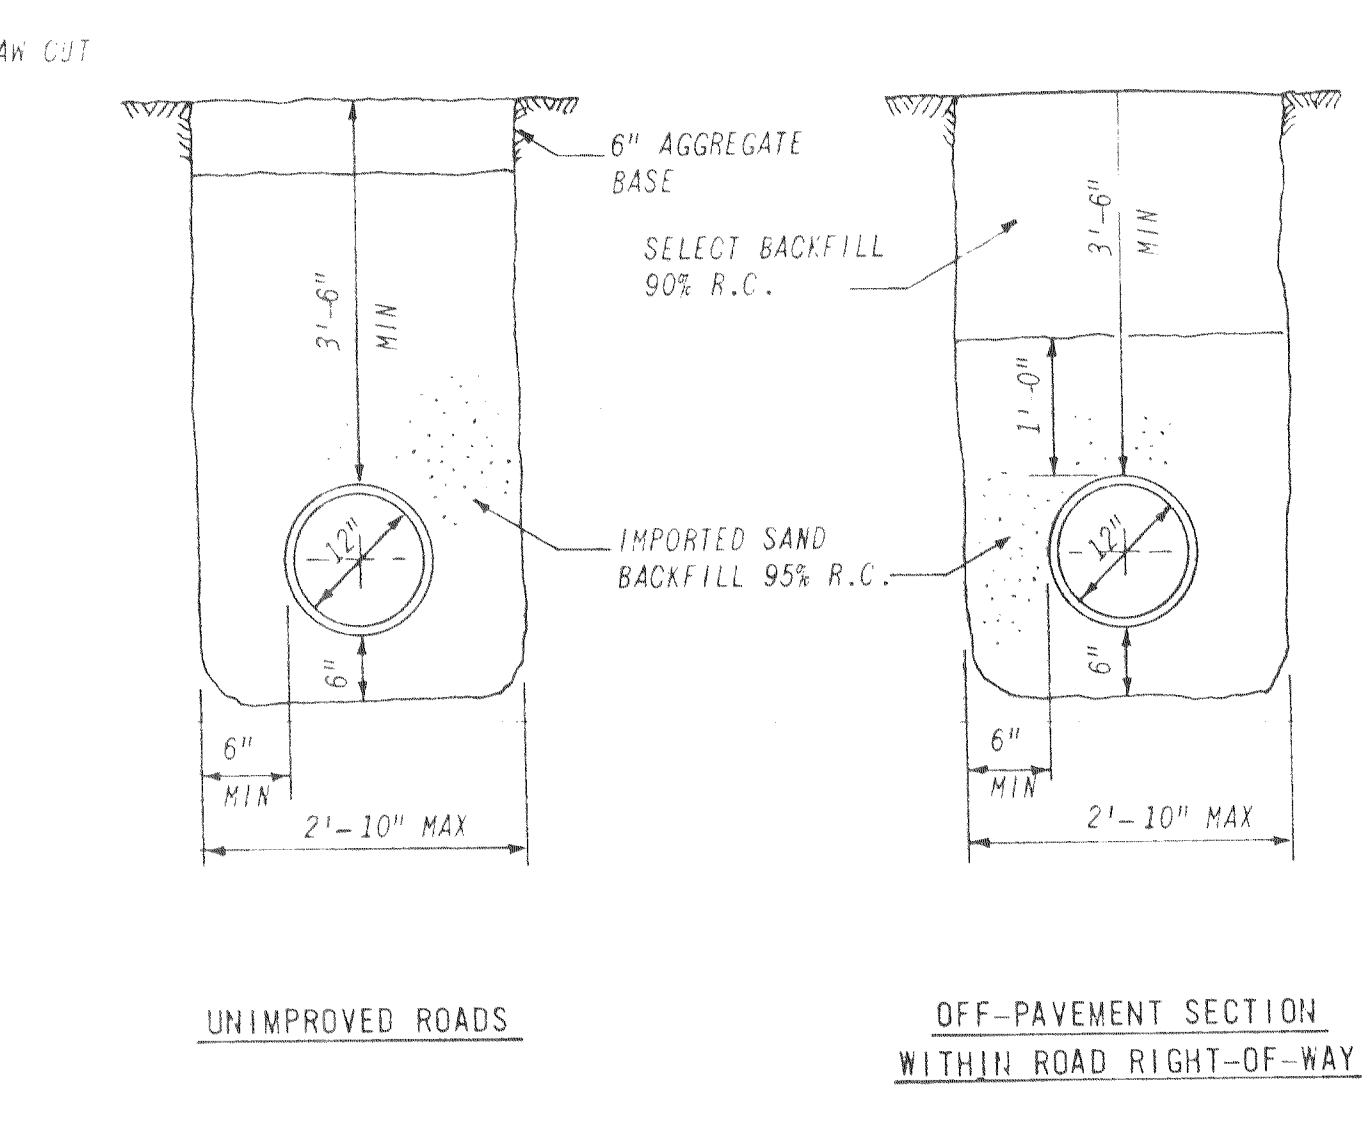 AW CUT
6" AGGREGATE
BASE
3'-6"
MIN
12"
6"
6"
MIN
2'-10" MAX
UNIMPROVED ROADS
SELECT BACKFILL
90% R.C.
IMPORTED SAND
BACKFILL 95% R.C.
3'-6"
MIN
1'-0"
12"
6"
6"
MIN
2'-10" MAX
OFF-PAVEMENT SECTION
WITHIN ROAD RIGHT-OF-WAY